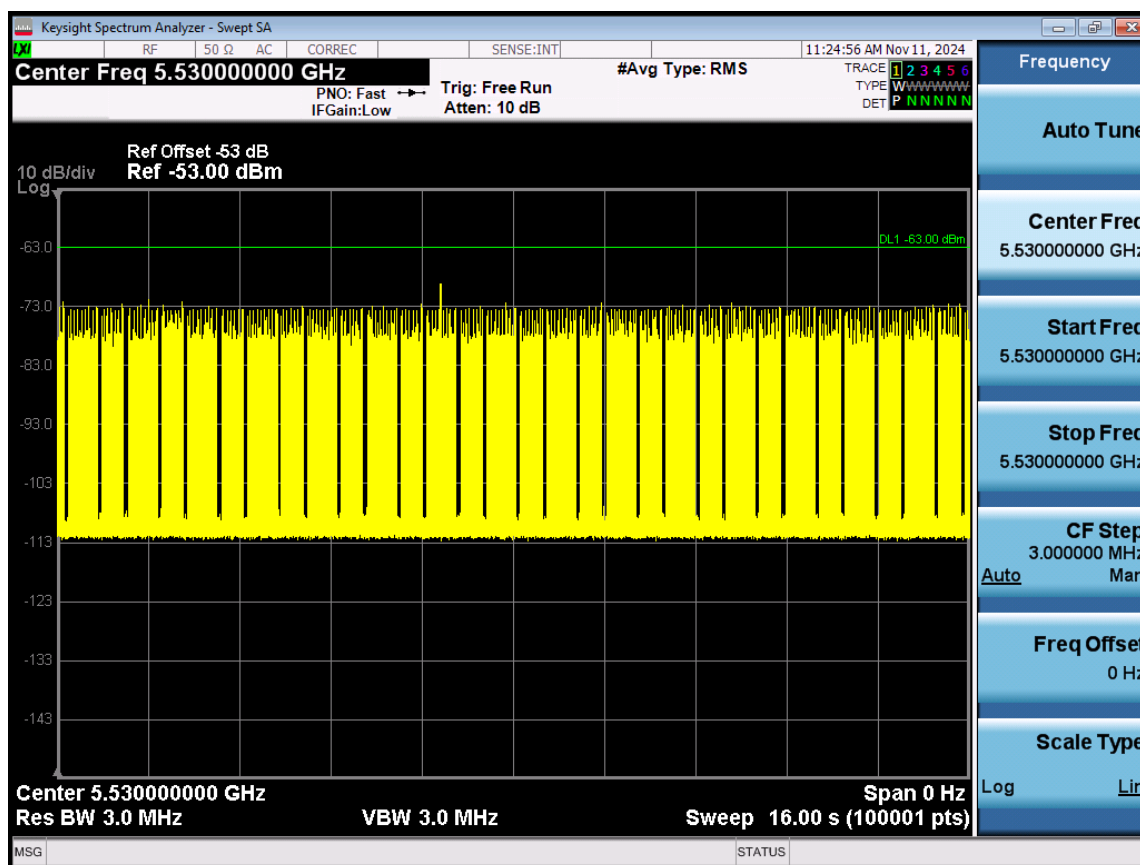 Keysight Spectrum Analyzer - Swept SA
LXI RF 50 Ω AC CORREC SENSE:INT 11:24:56 AM Nov 11, 2024
Center Freq 5.530000000 GHz
PNO: Fast
IFGain:Low
Trig: Free Run
Atten: 10 dB
#Avg Type: RMS
TRACE 1 2 3 4 5 6
TYPE WWWWWW
DET P N N N N N
Ref Offset -53 dB
10 dB/div Ref -53.00 dBm
Log
-63.0
DL1 -63.00 dBm
-73.0
-83.0
-93.0
-103
-113
-123
-133
-143
Center 5.530000000 GHz Span 0 Hz
Res BW 3.0 MHz VBW 3.0 MHz Sweep 16.00 s (100001 pts)
MSG STATUS
Frequency
Auto Tune
Center Freq
5.530000000 GHz
Start Freq
5.530000000 GHz
Stop Freq
5.530000000 GHz
CF Step
3.000000 MHz
Auto Man
Freq Offset
0 Hz
Scale Type
Log Lin